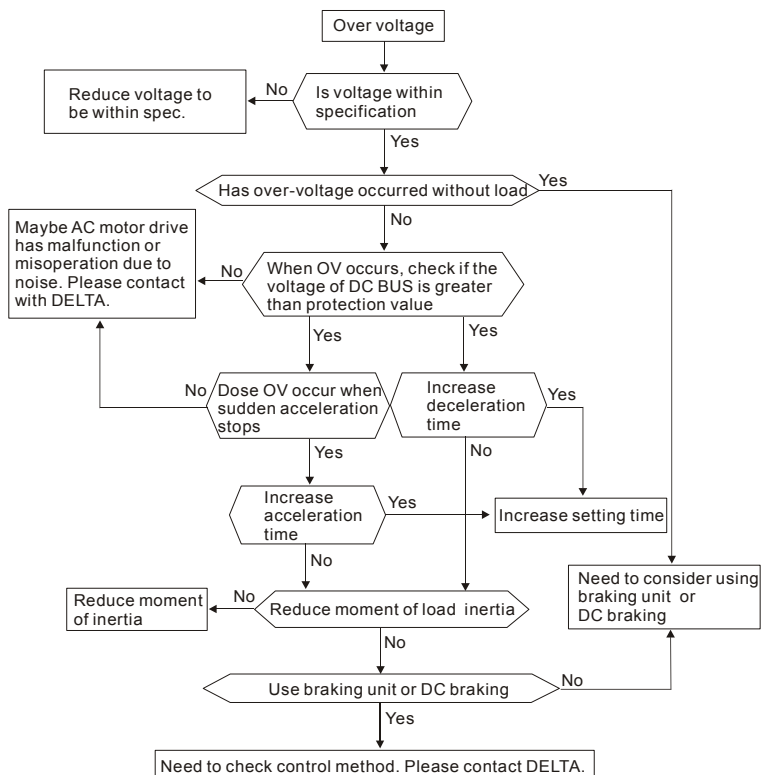 Over voltage
No
Reduce voltage to
be within spec.
Is voltage within
specification
Yes
Has over-voltage occurred without load
Yes
No
Maybe AC motor drive
has malfunction or
misoperation due to
noise. Please contact
with DELTA.
No
When OV occurs, check if the
voltage of DC BUS is greater
than protection value
Yes
Yes
No
Dose OV occur when
sudden acceleration
stops
Increase
deceleration
time
Yes
Yes
No
Increase
acceleration
time
Yes
Increase setting time
No
Reduce moment
of inertia
No
Reduce moment of load inertia
Need to consider using
braking unit or
DC braking
No
Use braking unit or DC braking
No
Yes
Need to check control method. Please contact DELTA.